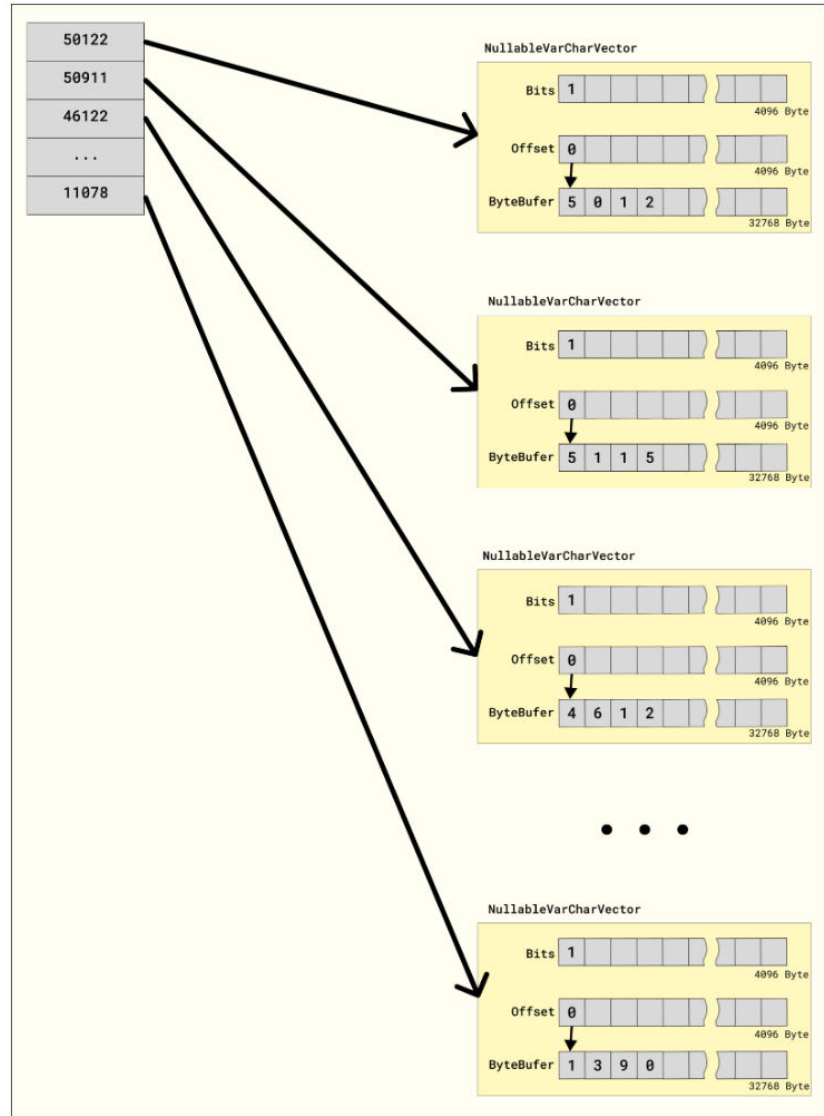 50122
50911
46122
...
11078
NullableVarCharVector
Bits 1
4096 Byte
Offset 0
4096 Byte
ByteBufer 5 0 1 2
32768 Byte
NullableVarCharVector
Bits 1
4096 Byte
Offset 0
4096 Byte
ByteBufer 5 1 1 5
32768 Byte
NullableVarCharVector
Bits 1
4096 Byte
Offset 0
4096 Byte
ByteBufer 4 6 1 2
32768 Byte
NullableVarCharVector
Bits 1
4096 Byte
Offset 0
4096 Byte
ByteBufer 1 3 9 0
32768 Byte